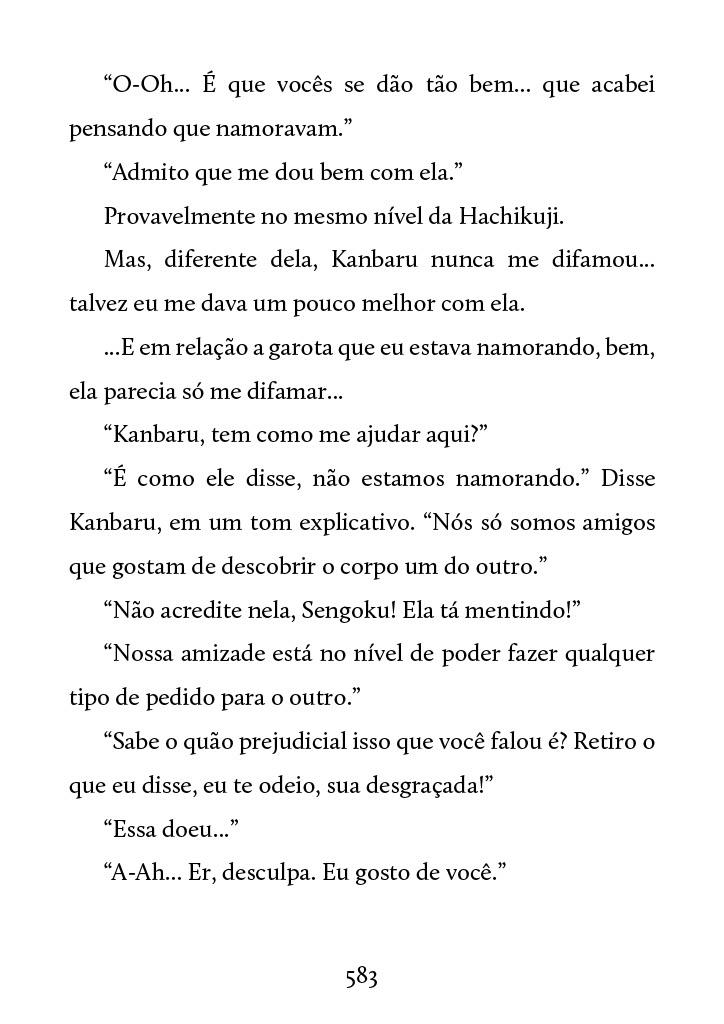 “O-Oh... É que vocês se dão tão bem... que acabei
pensando que namoravam.”
“Admito que me dou bem com ela.”
Provavelmente no mesmo nível da Hachikuji.
Mas, diferente dela, Kanbaru nunca me difamou...
talvez eu me dava um pouco melhor com ela.
...E em relação a garota que eu estava namorando, bem,
ela parecia só me difamar...
“Kanbaru, tem como me ajudar aqui?”
“É como ele disse, não estamos namorando.” Disse
Kanbaru, em um tom explicativo. “Nós só somos amigos
que gostam de descobrir o corpo um do outro.”
“Não acredite nela, Sengoku! Ela tá mentindo!”
“Nossa amizade está no nível de poder fazer qualquer
tipo de pedido para o outro.”
“Sabe o quão prejudicial isso que você falou é? Retiro o
que eu disse, eu te odeio, sua desgraçada!”
“Essa doeu...”
“A-Ah... Er, desculpa. Eu gosto de você.”
583